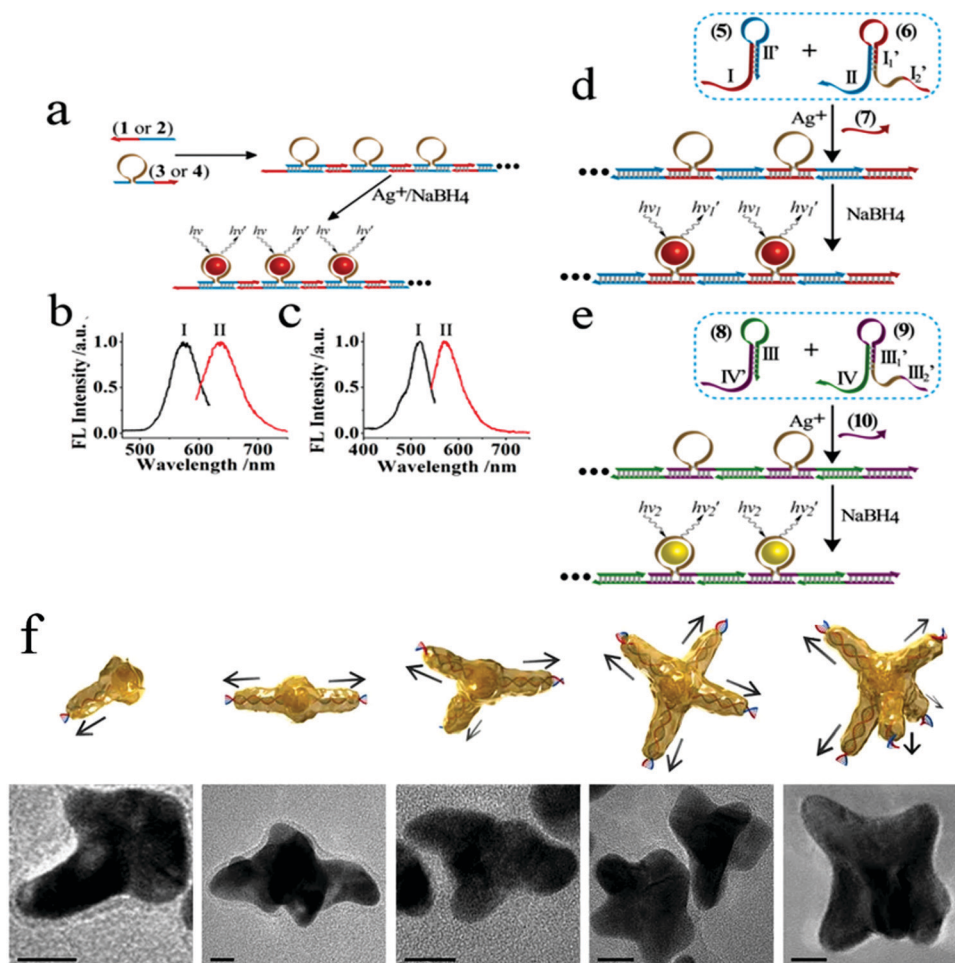 a
(1 or 2)
(3 or 4)
Ag+/NaBH4
hν hν' hν hν' hν hν'
b
I II
FL Intensity /a.u.
1.0
0.5
0.0
500 600 700
Wavelength /nm
c
I II
FL Intensity /a.u.
1.0
0.5
0.0
400 500 600 700
Wavelength /nm
d
(5) (6)
I II' + II I1' I2'
Ag+ (7)
NaBH4
hν1 hν1' hν1 hν1'
e
(8) (9)
IV' III + IV III1' III2'
Ag+ (10)
NaBH4
hν2 hν2' hν2 hν2'
f